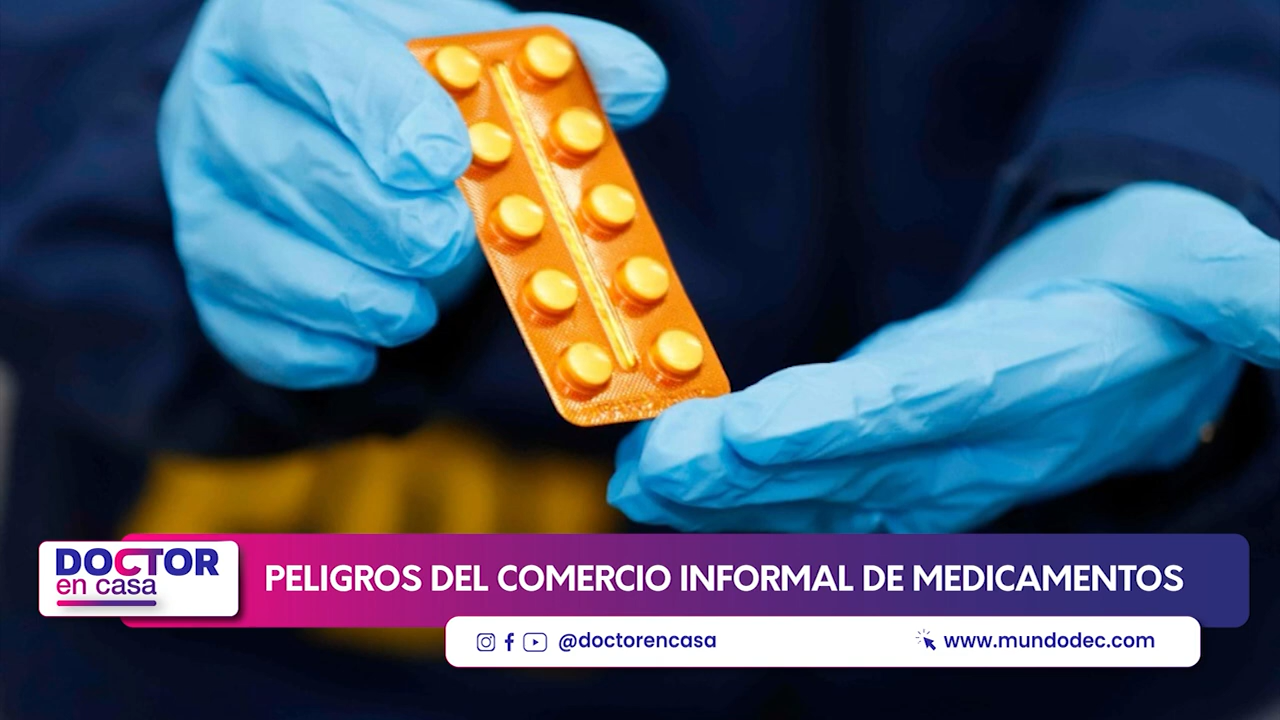 DOCTOR
en casa
PELIGROS DEL COMERCIO INFORMAL DE MEDICAMENTOS
@doctorencasa
www.mundodec.com